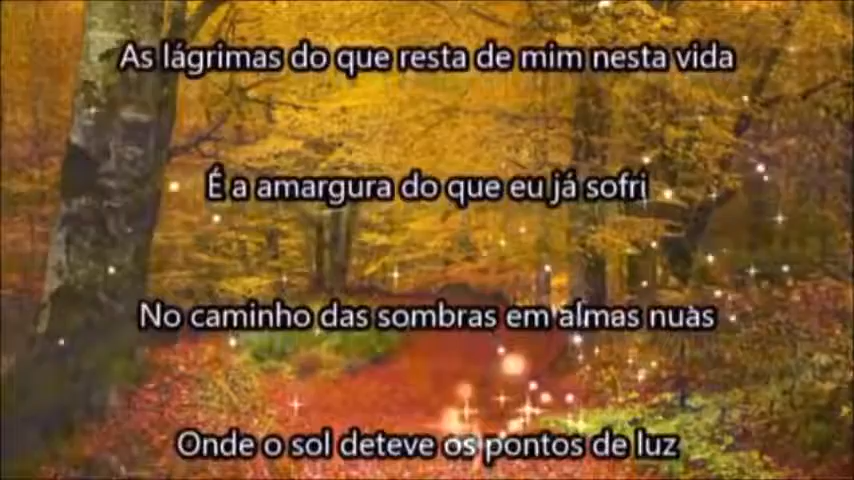 As lágrimas do que resta de mim nesta vida
É a amargura do que eu já sofri
No caminho das sombras em almas nuas
Onde o sol deteve os pontos de luz